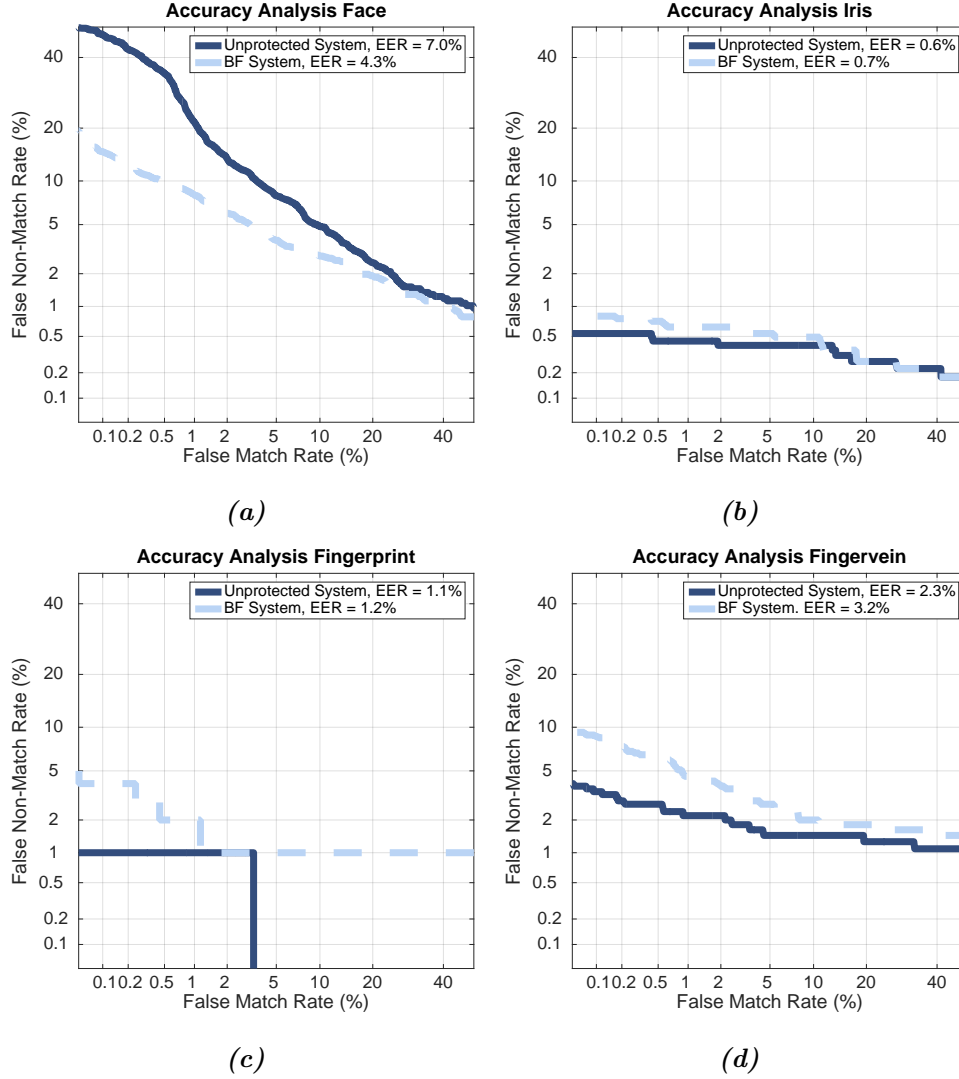 Accuracy Analysis Face
Unprotected System, EER = 7.0%
BF System, EER = 4.3%
False Non-Match Rate (%)
40
20
10
5
2
1
0.5
0.2
0.1
0.1 0.2 0.5 1 2 5 10 20 40
False Match Rate (%)
(a)
Accuracy Analysis Iris
Unprotected System, EER = 0.6%
BF System, EER = 0.7%
False Non-Match Rate (%)
40
20
10
5
2
1
0.5
0.2
0.1
0.1 0.2 0.5 1 2 5 10 20 40
False Match Rate (%)
(b)
Accuracy Analysis Fingerprint
Unprotected System, EER = 1.1%
BF System, EER = 1.2%
False Non-Match Rate (%)
40
20
10
5
2
1
0.5
0.2
0.1
0.1 0.2 0.5 1 2 5 10 20 40
False Match Rate (%)
(c)
Accuracy Analysis Fingervein
Unprotected System, EER = 2.3%
BF System. EER = 3.2%
False Non-Match Rate (%)
40
20
10
5
2
1
0.5
0.2
0.1
0.1 0.2 0.5 1 2 5 10 20 40
False Match Rate (%)
(d)